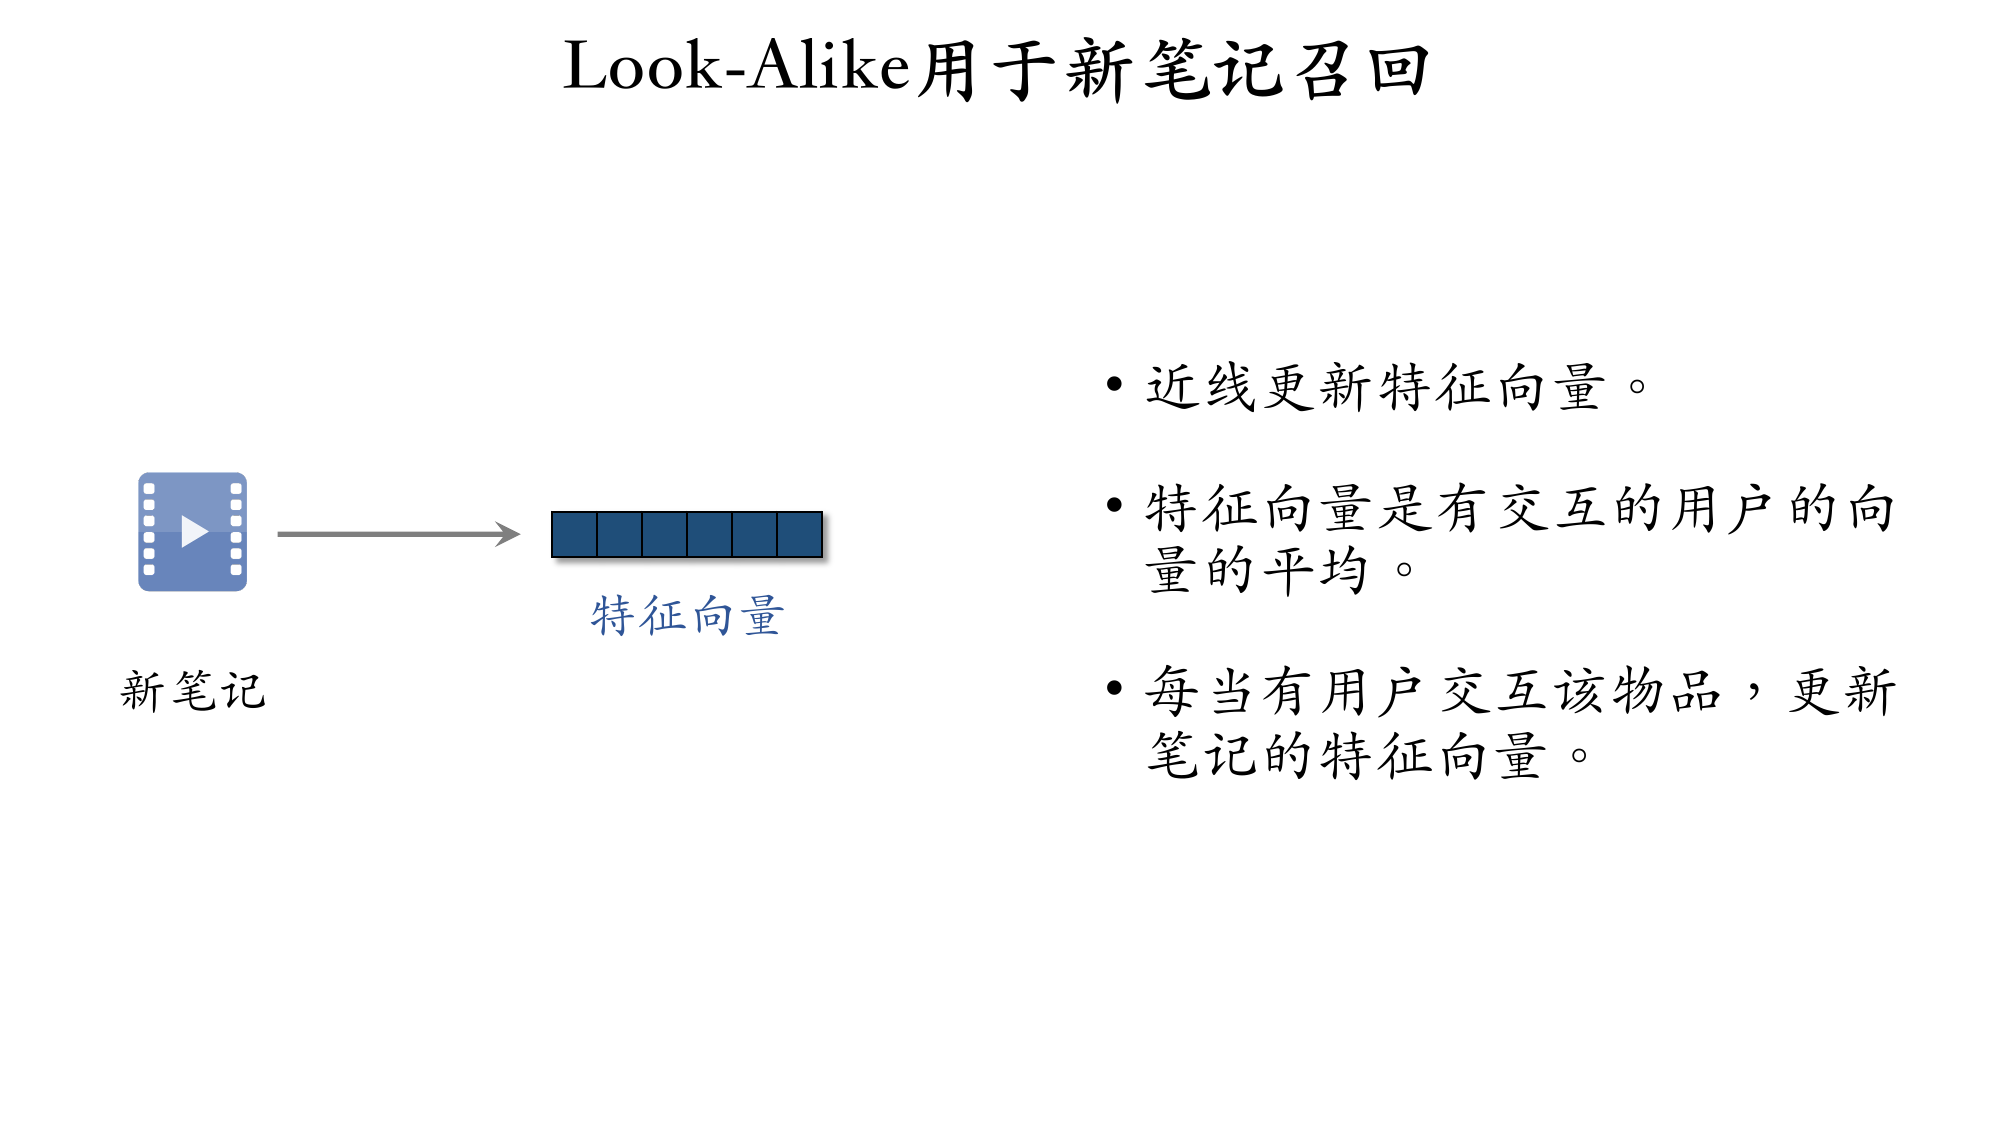 Look-Alike用于新笔记召回
新笔记
特征向量
• 近线更新特征向量。
• 特征向量是有交互的用户的向
量的平均。
• 每当有用户交互该物品，更新
笔记的特征向量。